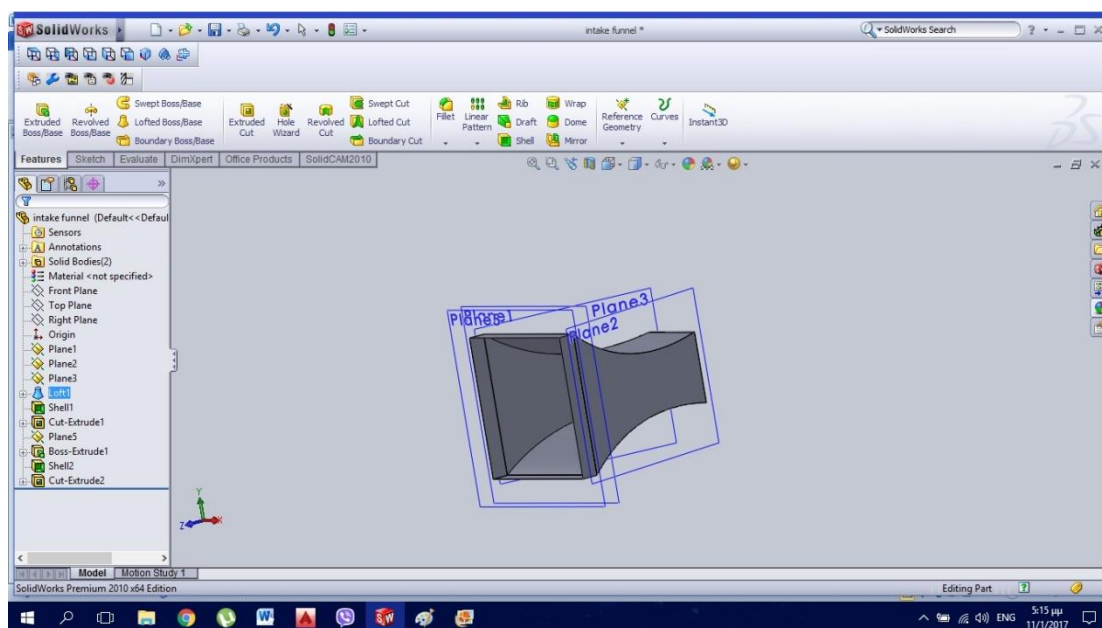 SolidWorks
intake funnel *
SolidWorks Search
Extruded Boss/Base
Revolved Boss/Base
Swept Boss/Base
Lofted Boss/Base
Boundary Boss/Base
Extruded Cut
Hole Wizard
Revolved Cut
Swept Cut
Lofted Cut
Boundary Cut
Fillet
Linear Pattern
Rib
Draft
Shell
Wrap
Dome
Mirror
Reference Geometry
Curves
Instant3D
Features Sketch Evaluate DimXpert Office Products SolidCAM2010
intake funnel (Default<<Defaul
Sensors
Annotations
Solid Bodies(2)
Material <not specified>
Front Plane
Top Plane
Right Plane
Origin
Plane1
Plane2
Plane3
Loft1
Shell1
Cut-Extrude1
Plane5
Boss-Extrude1
Shell2
Cut-Extrude2
Plane3
Plane2
Y
Z
X
Model Motion Study 1
SolidWorks Premium 2010 x64 Edition
Editing Part
ENG
5:15 μμ
11/1/2017